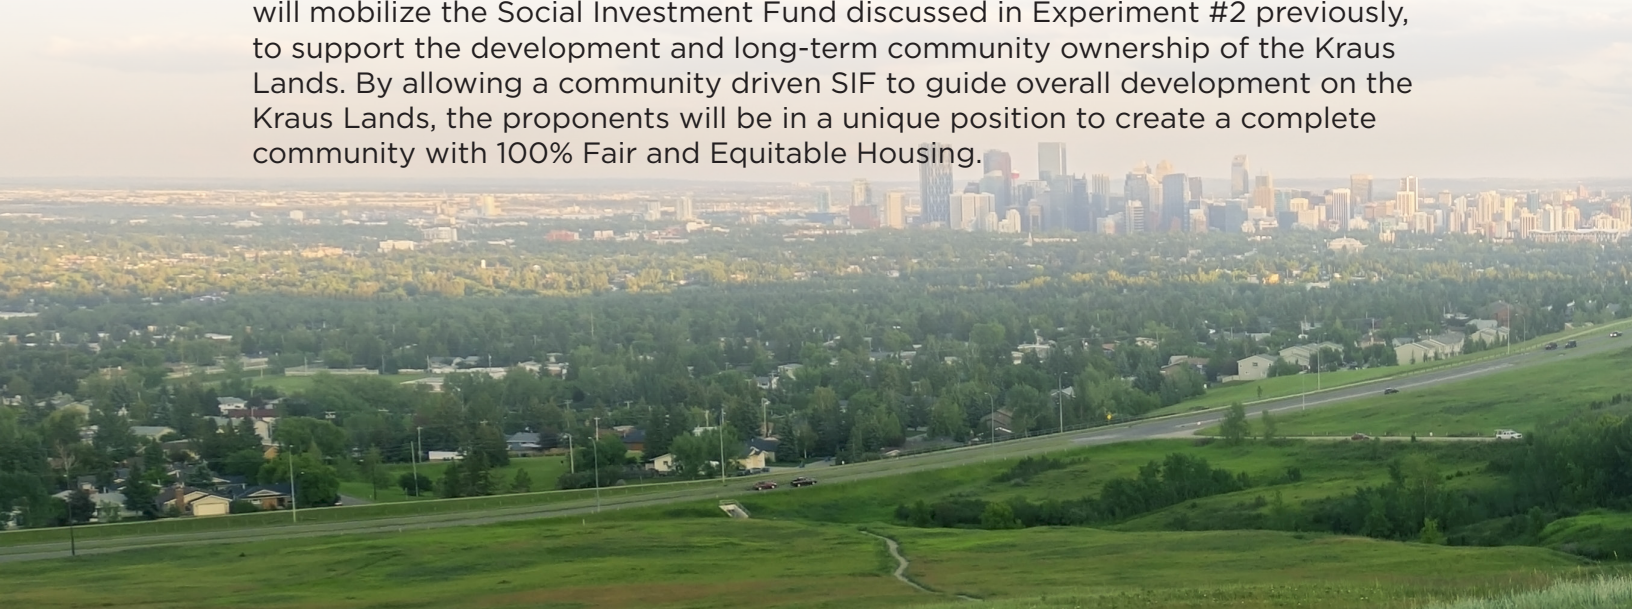 will mobilize the Social Investment Fund discussed in Experiment #2 previously,
to support the development and long-term community ownership of the Kraus
Lands. By allowing a community driven SIF to guide overall development on the
Kraus Lands, the proponents will be in a unique position to create a complete
community with 100% Fair and Equitable Housing.